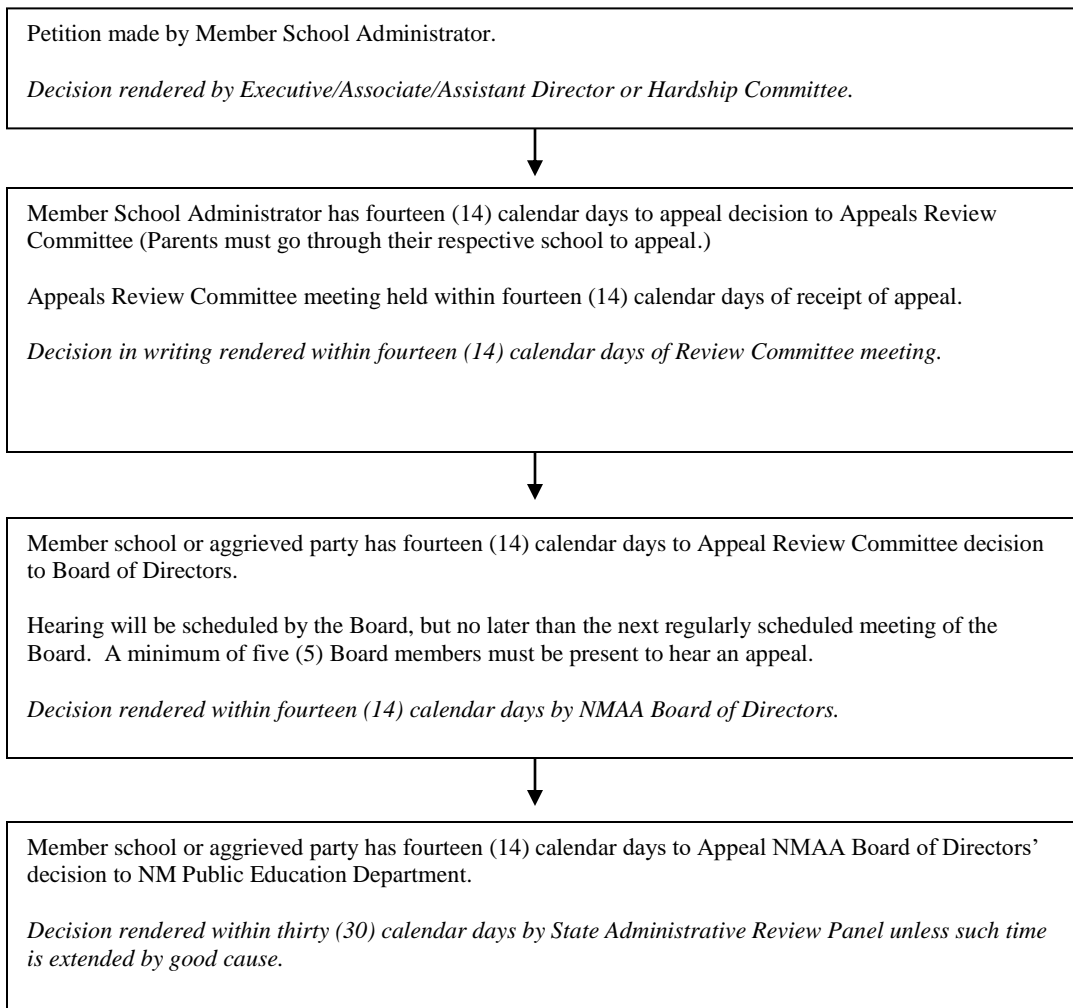 Petition made by Member School Administrator.
Decision rendered by Executive/Associate/Assistant Director or Hardship Committee.
Member School Administrator has fourteen (14) calendar days to appeal decision to Appeals Review
Committee (Parents must go through their respective school to appeal.)
Appeals Review Committee meeting held within fourteen (14) calendar days of receipt of appeal.
Decision in writing rendered within fourteen (14) calendar days of Review Committee meeting.
Member school or aggrieved party has fourteen (14) calendar days to Appeal Review Committee decision
to Board of Directors.
Hearing will be scheduled by the Board, but no later than the next regularly scheduled meeting of the
Board.  A minimum of five (5) Board members must be present to hear an appeal.
Decision rendered within fourteen (14) calendar days by NMAA Board of Directors.
Member school or aggrieved party has fourteen (14) calendar days to Appeal NMAA Board of Directors’
decision to NM Public Education Department.
Decision rendered within thirty (30) calendar days by State Administrative Review Panel unless such time
is extended by good cause.